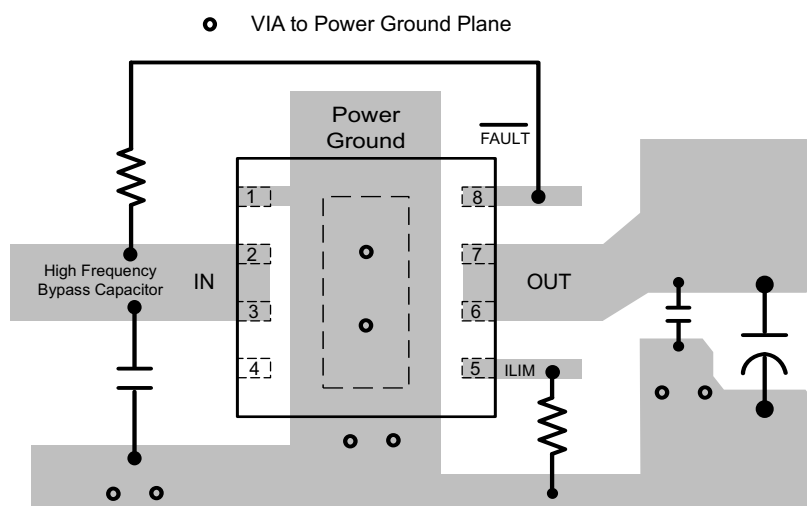 VIA to Power Ground Plane
Power
Ground
FAULT
1
8
2
7
High Frequency
Bypass Capacitor
IN
OUT
3
6
4
5
ILIM